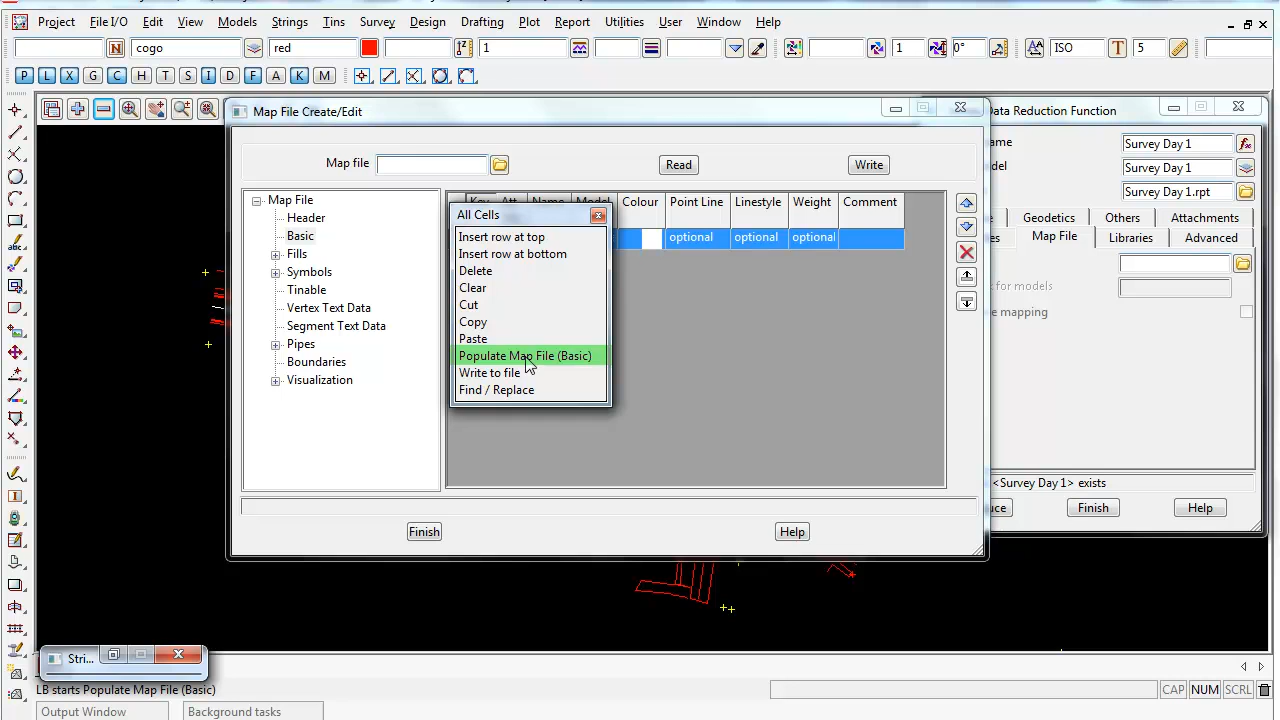 Project File I/O Edit View Models Strings Tins Survey Design Drafting Plot Report Utilities User Window Help
N cogo red 1 1 0° ISO T 5
P L X G C H T S I D F A K M
Map File Create/Edit
Data Reduction Function
Map file Read Write
Survey Day 1
Survey Day 1
Survey Day 1.rpt
Geodetics Others Attachments
Map File Libraries Advanced
k for models
e mapping
<Survey Day 1> exists
Finish Help
Map File
Header
Basic
Fills
Symbols
Tinable
Vertex Text Data
Segment Text Data
Pipes
Boundaries
Visualization
Colour Point Line Linestyle Weight Comment
optional optional optional
All Cells
Insert row at top
Insert row at bottom
Delete
Clear
Cut
Copy
Paste
Populate Map File (Basic)
Write to file
Find / Replace
Finish Help
Stri...
LB starts Populate Map File (Basic)
CAP NUM SCRL
Output Window Background tasks